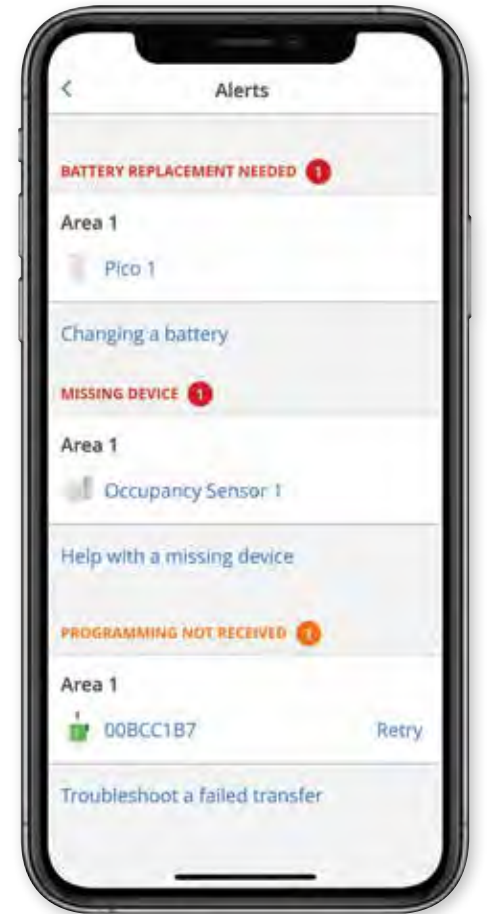 Alerts
BATTERY REPLACEMENT NEEDED 1
Area 1
Pico 1
Changing a battery
MISSING DEVICE 1
Area 1
Occupancy Sensor 1
Help with a missing device
PROGRAMMING NOT RECEIVED 1
Area 1
00BCC1B7 Retry
Troubleshoot a failed transfer